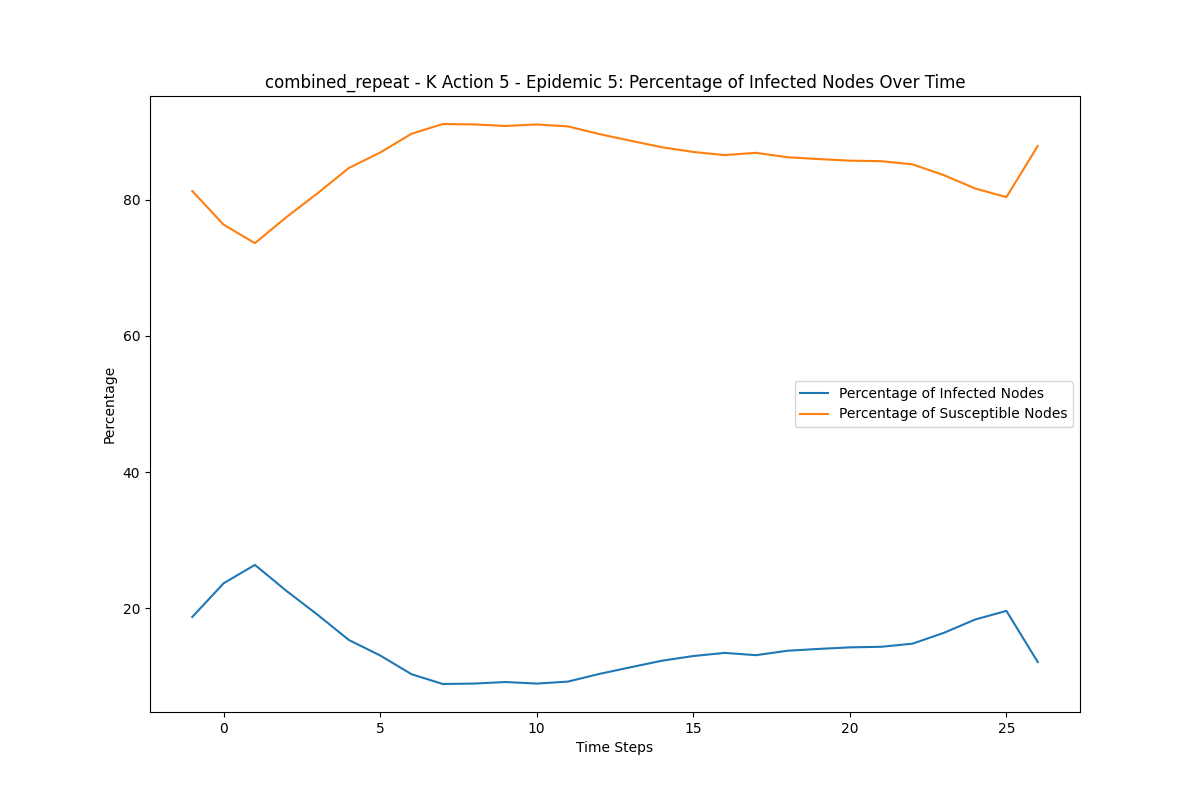 combined_repeat - K Action 5 - Epidemic 5: Percentage of Infected Nodes Over Time
Percentage
80
60
40
20
Percentage of Infected Nodes
Percentage of Susceptible Nodes
0 5 10 15 20 25
Time Steps